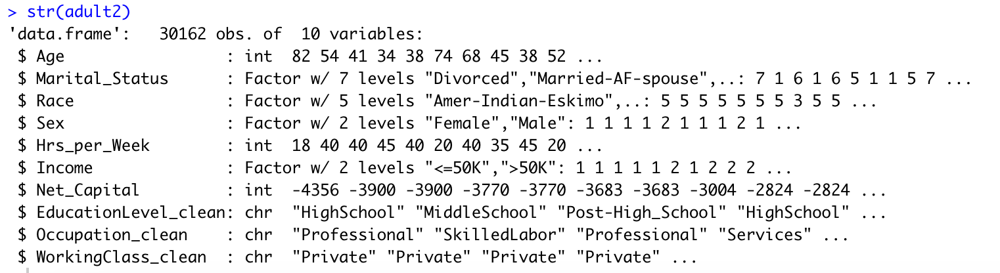 > str(adult2)
'data.frame':   30162 obs. of  10 variables:
 $ Age                 : int  82 54 41 34 38 74 68 45 38 52 ...
 $ Marital_Status      : Factor w/ 7 levels "Divorced","Married-AF-spouse",..: 7 1 6 1 6 5 1 1 5 7 ...
 $ Race                : Factor w/ 5 levels "Amer-Indian-Eskimo",..: 5 5 5 5 5 5 5 3 5 5 ...
 $ Sex                 : Factor w/ 2 levels "Female","Male": 1 1 1 1 2 1 1 1 2 1 ...
 $ Hrs_per_Week        : int  18 40 40 45 40 20 40 35 45 20 ...
 $ Income              : Factor w/ 2 levels "<=50K",">50K": 1 1 1 1 1 2 1 2 2 2 ...
 $ Net_Capital         : int  -4356 -3900 -3900 -3770 -3770 -3683 -3683 -3004 -2824 -2824 ...
 $ EducationLevel_clean: chr  "HighSchool" "MiddleSchool" "Post-High_School" "HighSchool" ...
 $ Occupation_clean    : chr  "Professional" "SkilledLabor" "Professional" "Services" ...
 $ WorkingClass_clean  : chr  "Private" "Private" "Private" "Private" ...